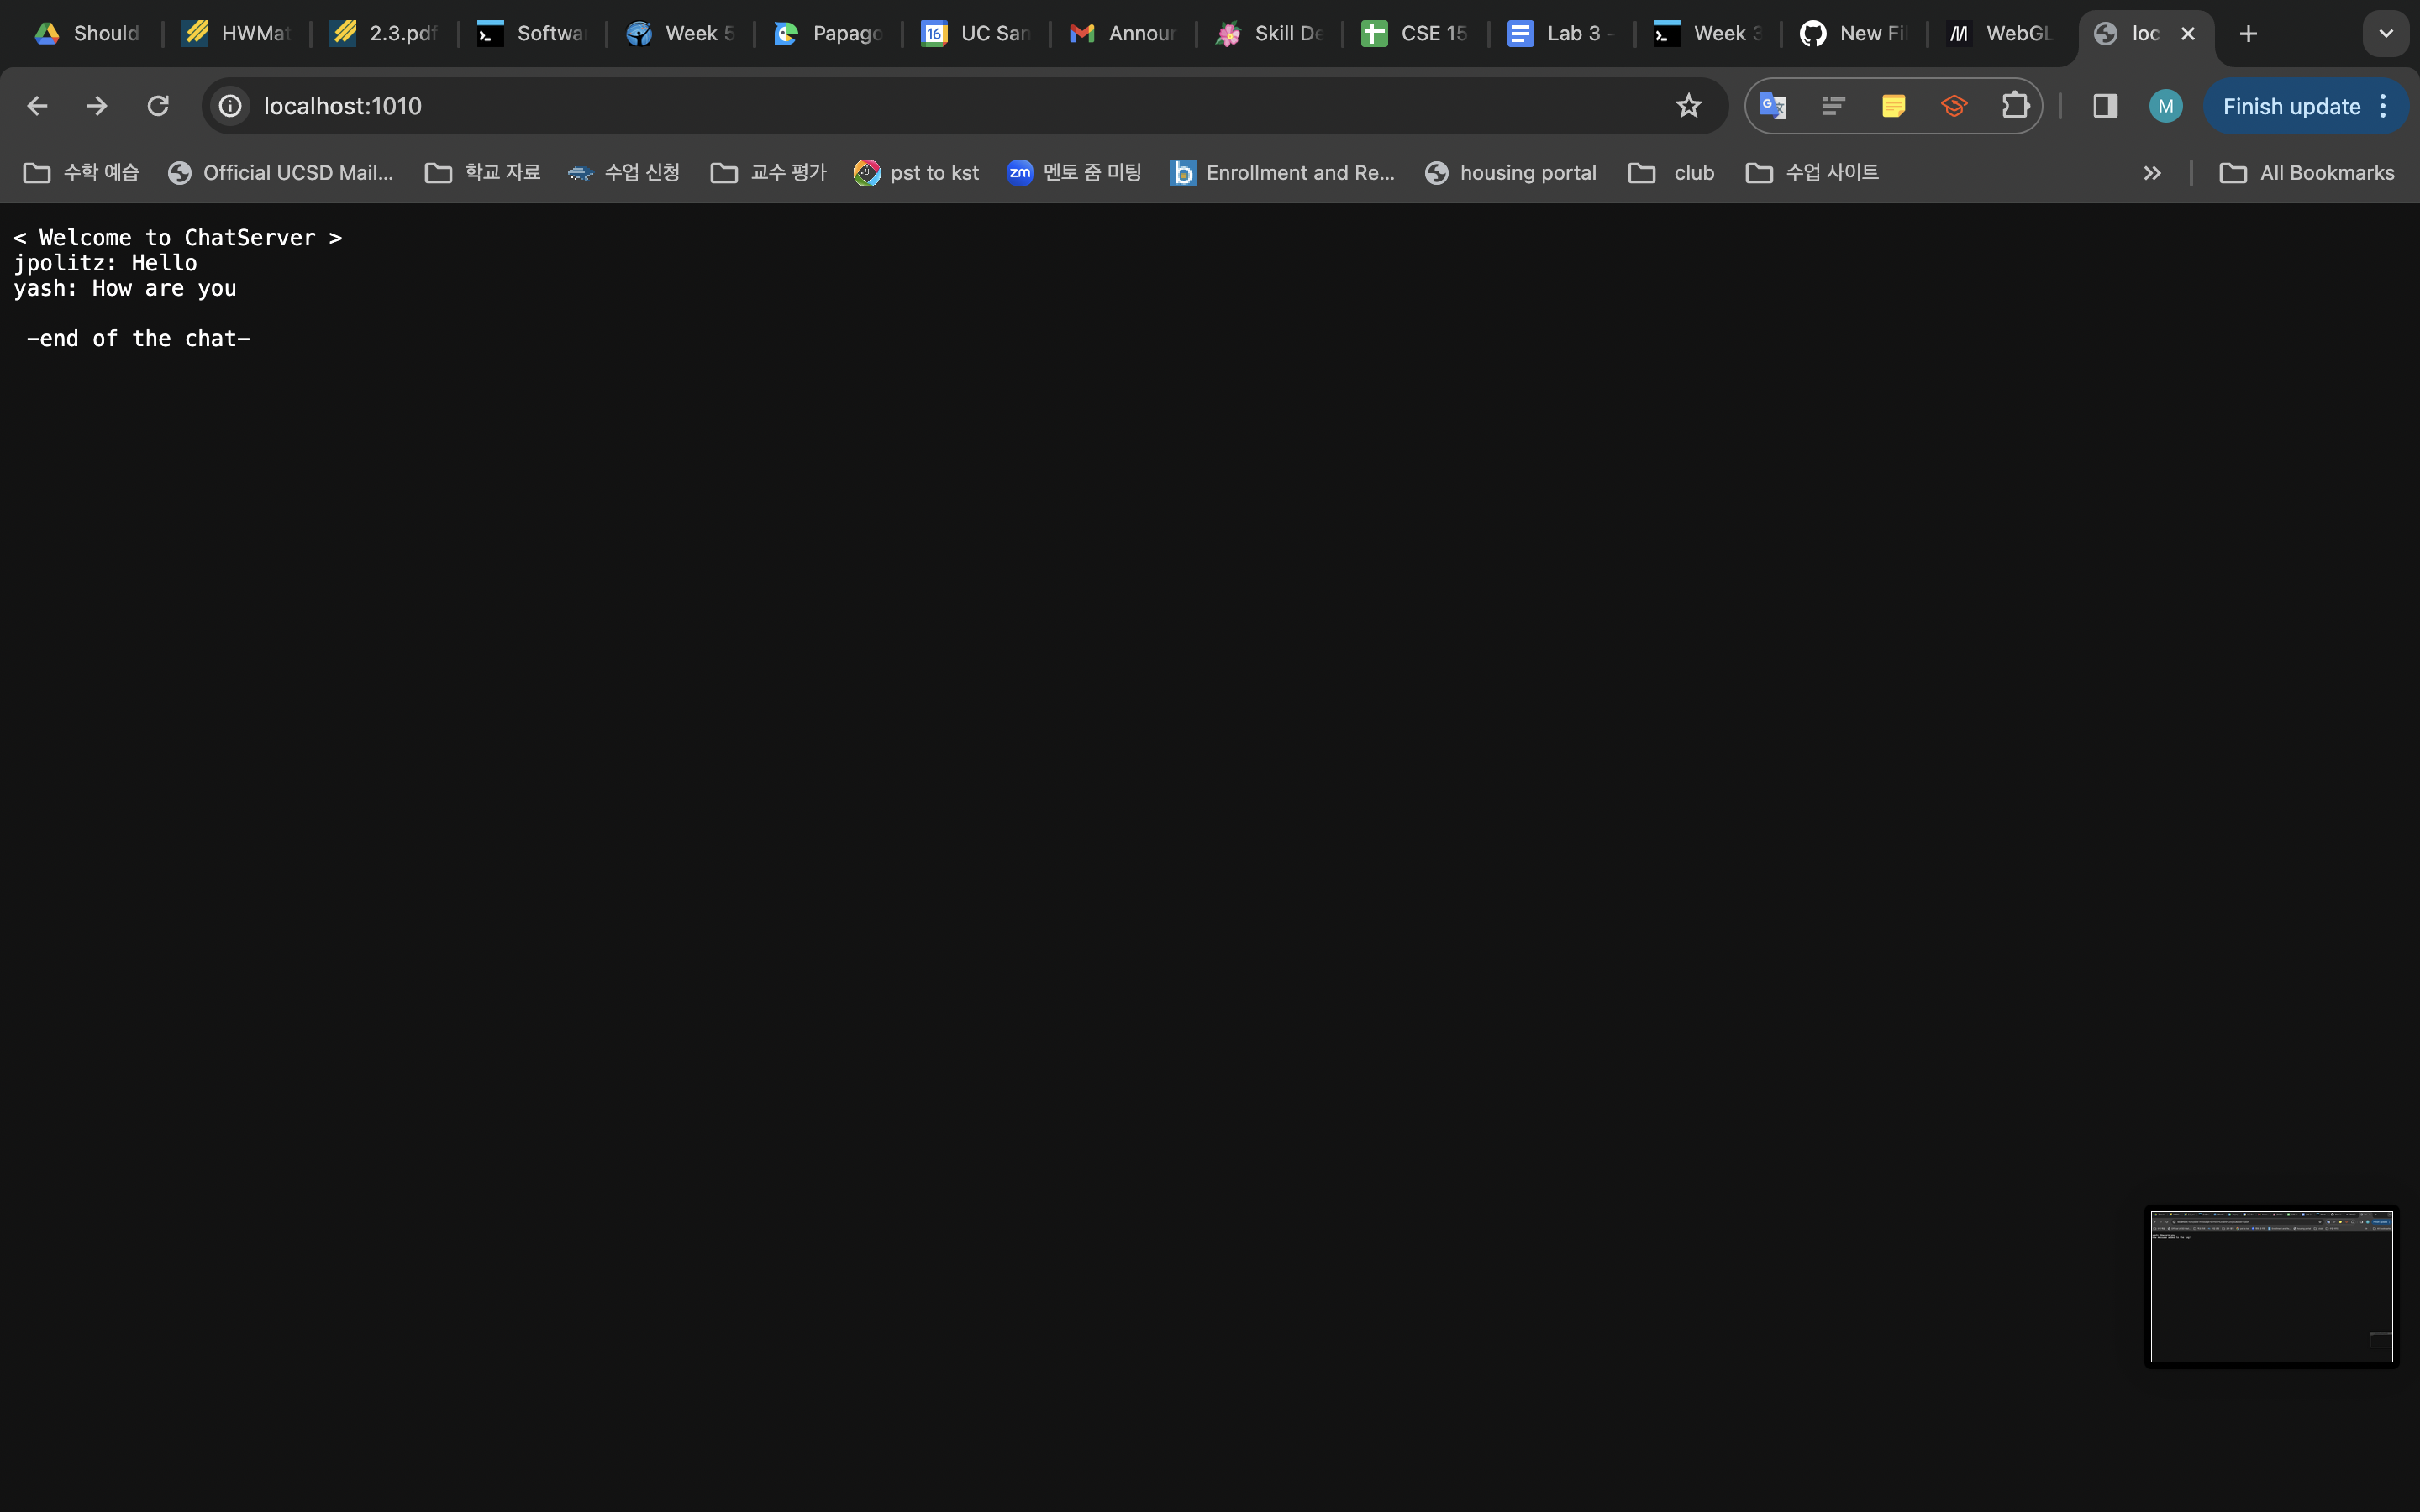 Should
HWMat
2.3.pdf
Softwa
Week 5
Papago
16
UC San
Annour
Skill De
CSE 15
Lab 3 -
Week 3
New Fil
WebGL
loc
localhost:1010
M
Finish update
수학 예습
Official UCSD Mail...
학교 자료
수업 신청
교수 평가
pst to kst
zm
멘토 줌 미팅
Enrollment and Re...
housing portal
club
수업 사이트
All Bookmarks
< Welcome to ChatServer >
jpolitz: Hello
yash: How are you
-end of the chat-